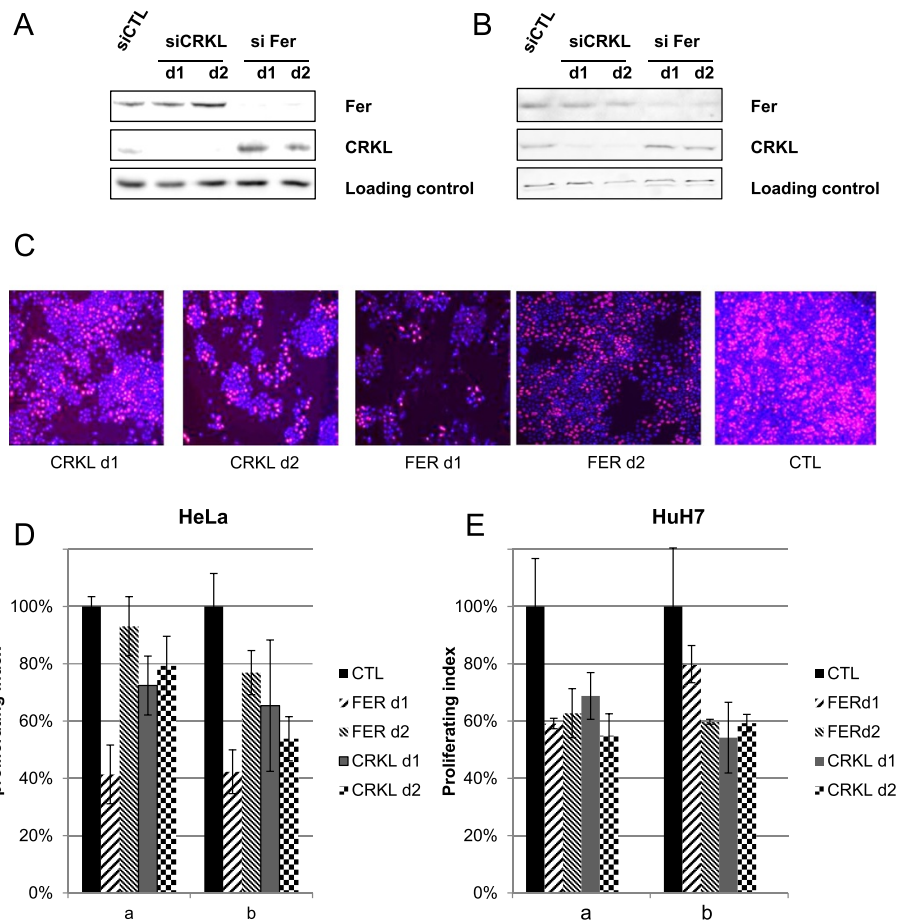 A
siCTL
siCRKL
si Fer
d1
d2
d1
d2
Fer
CRKL
Loading control
B
siCTL
siCRKL
si Fer
d1
d2
d1
d2
Fer
CRKL
Loading control
C
CRKL d1
CRKL d2
FER d1
FER d2
CTL
D
HeLa
100%
80%
60%
40%
20%
0%
a
b
CTL
FER d1
FER d2
CRKL d1
CRKL d2
E
HuH7
Proliferating index
100%
80%
60%
40%
20%
0%
a
b
CTL
FERd1
FERd2
CRKL d1
CRKL d2